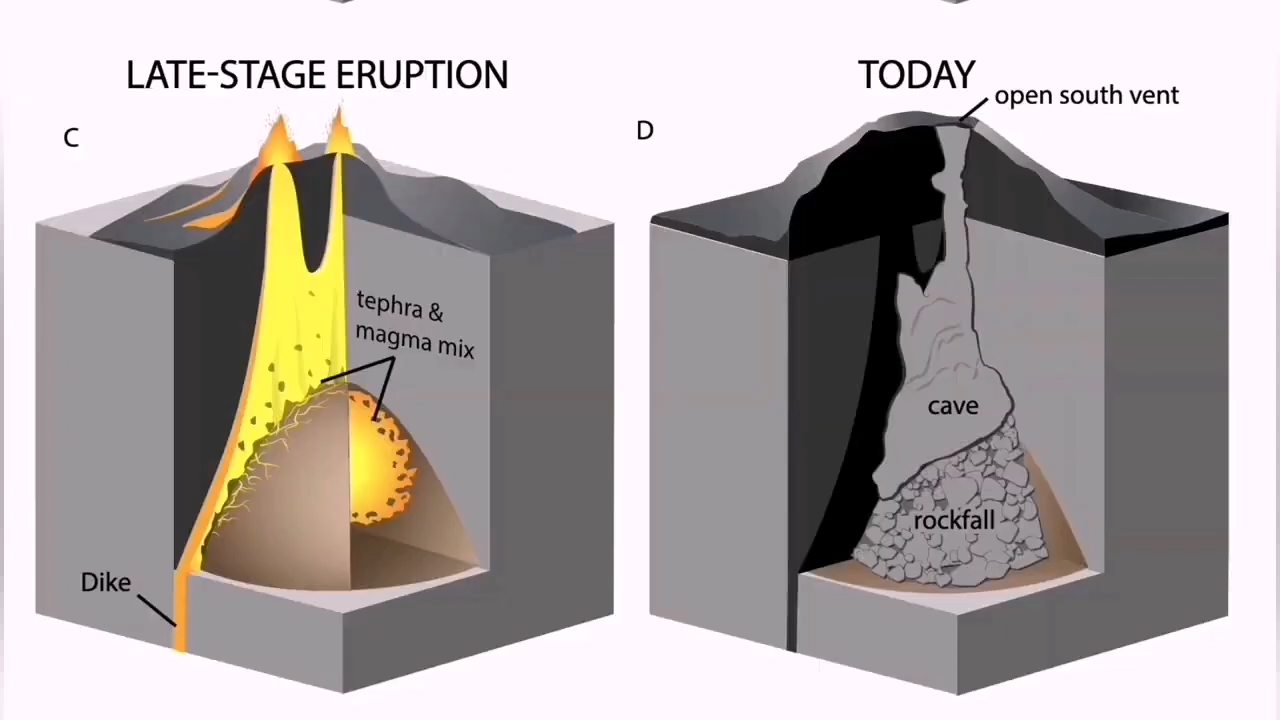 LATE-STAGE ERUPTION
C
tephra &
magma mix
Dike
TODAY
open south vent
D
cave
rockfall